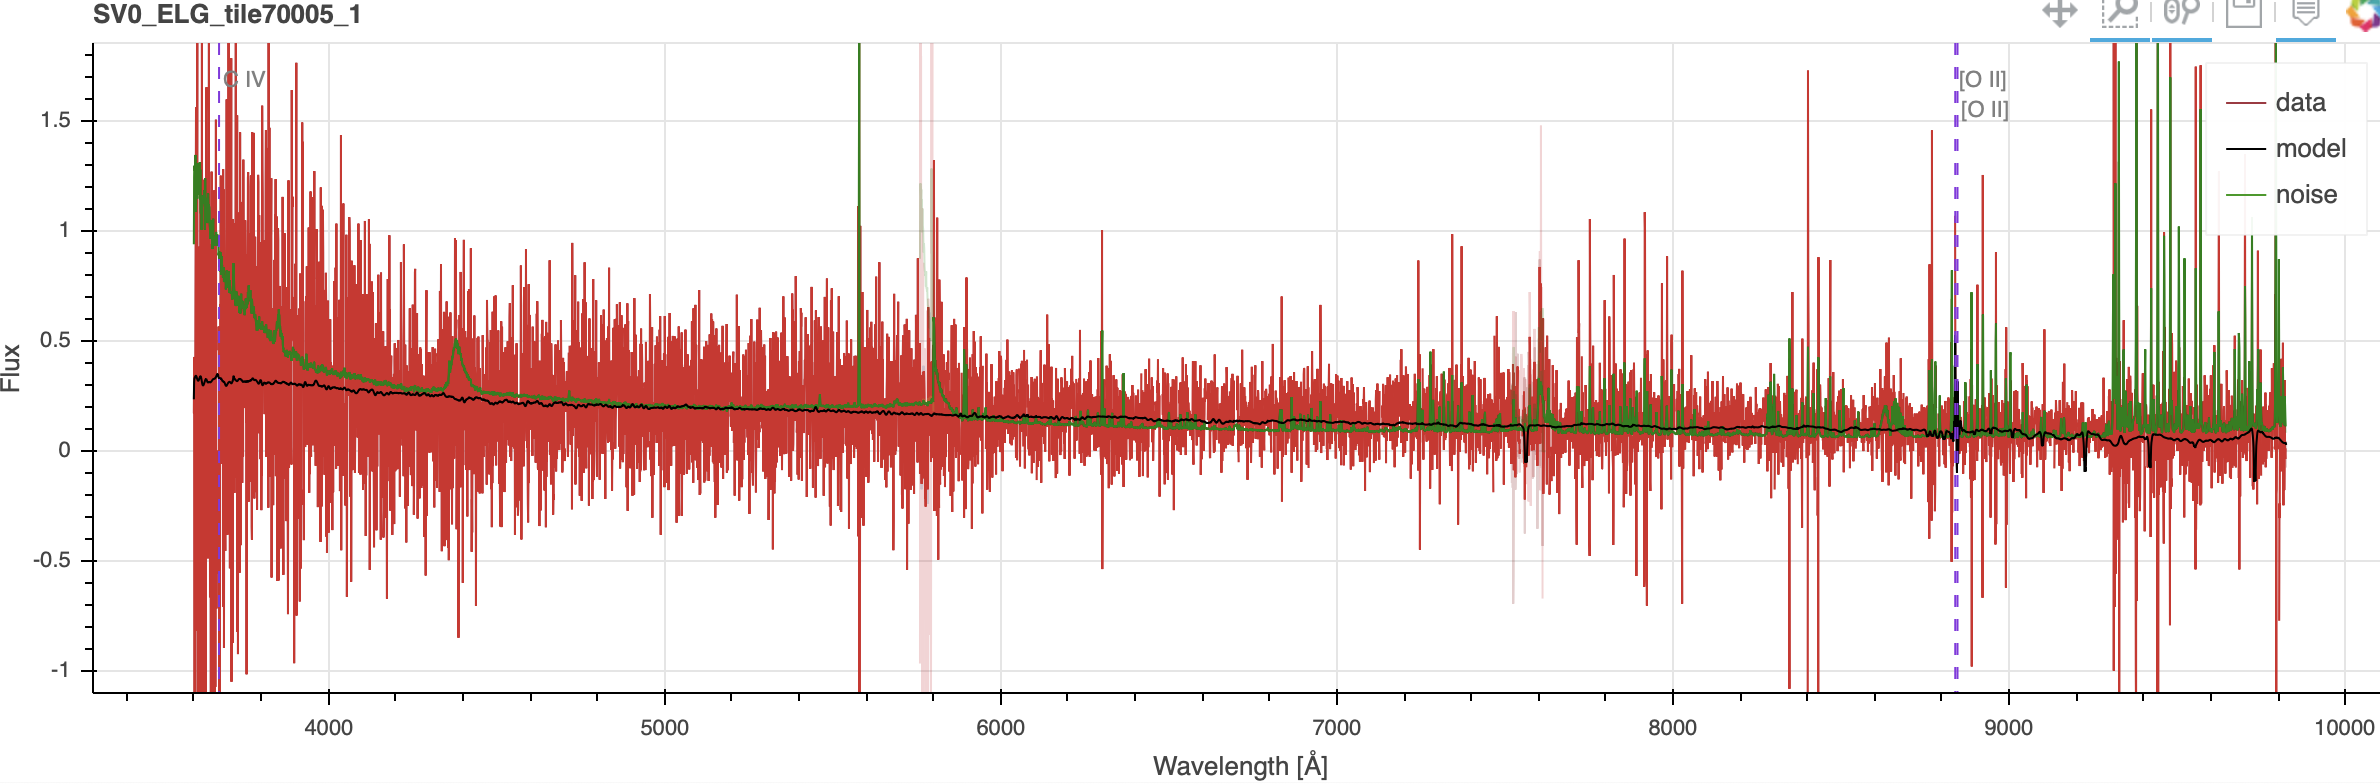 SV0_ELG_tile70005_1
C IV
[O II]
[O II]
data
model
noise
1.5
1
0.5
0
-0.5
-1
Flux
4000
5000
6000
7000
8000
9000
10000
Wavelength [Å]